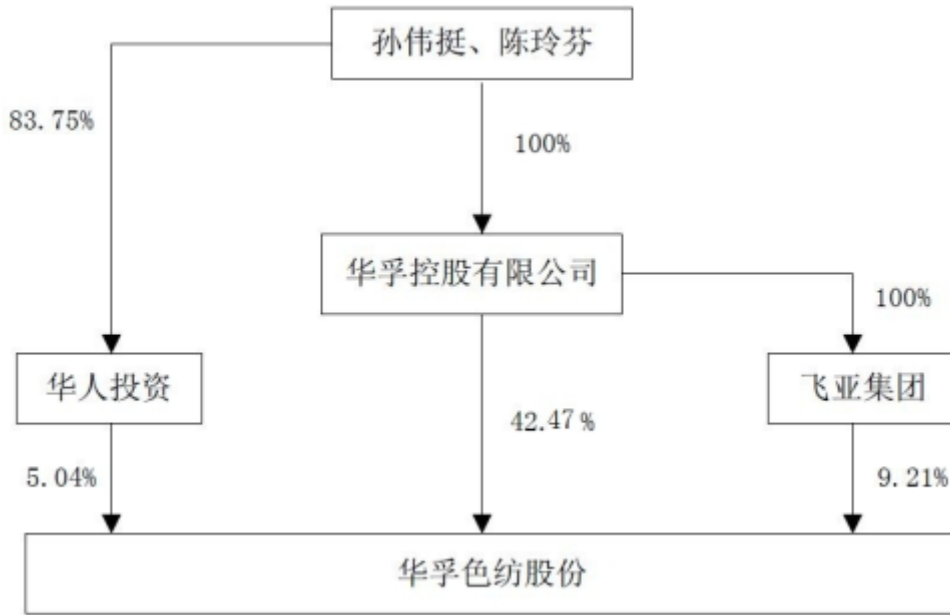 孙伟挺、陈玲芬
83.75%
100%
华孚控股有限公司
100%
华人投资
飞亚集团
42.47%
5.04%
9.21%
华孚色纺股份